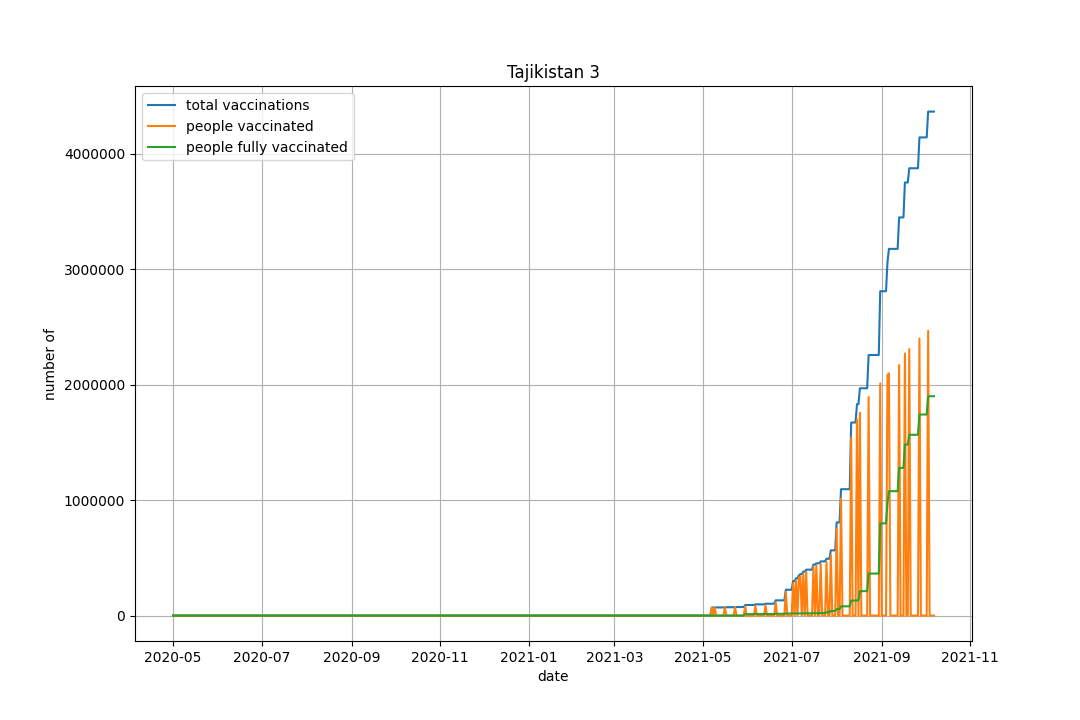 Tajikistan 3
total vaccinations
people vaccinated
people fully vaccinated
number of
4000000
3000000
2000000
1000000
0
2020-05 2020-07 2020-09 2020-11 2021-01 2021-03 2021-05 2021-07 2021-09 2021-11
date